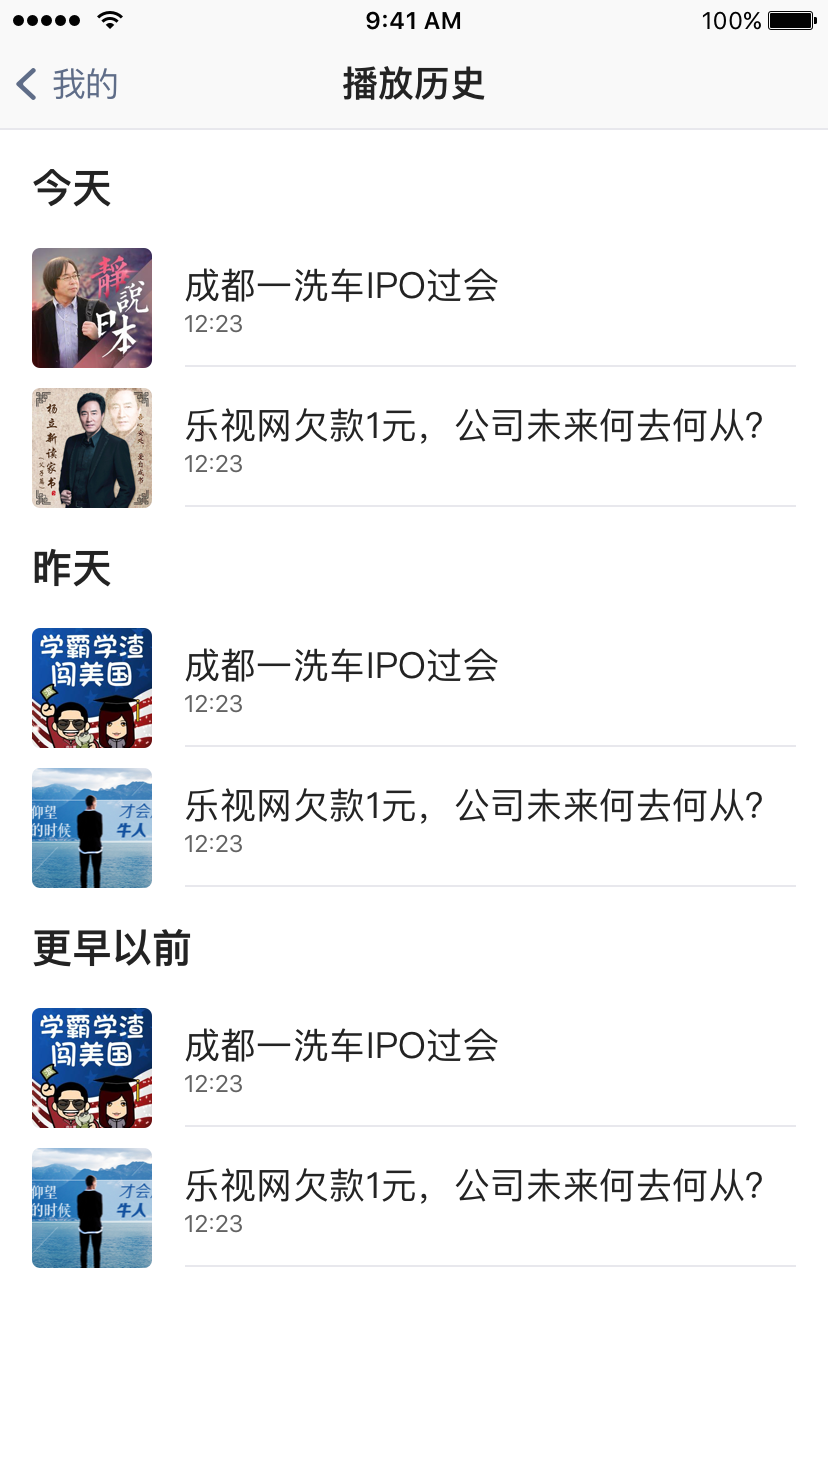 9:41 AM
100%
我的
播放历史
今天
靜
說
日
本
成都一洗车IPO过会
12:23
杨立新读家书
(父子篇)
乐视网欠款1元，公司未来何去何从?
12:23
昨天
学霸学渣
闯美国
成都一洗车IPO过会
12:23
仰望
的时候
才会
牛人
乐视网欠款1元，公司未来何去何从?
12:23
更早以前
学霸学渣
闯美国
成都一洗车IPO过会
12:23
仰望
的时候
才会
牛人
乐视网欠款1元，公司未来何去何从?
12:23